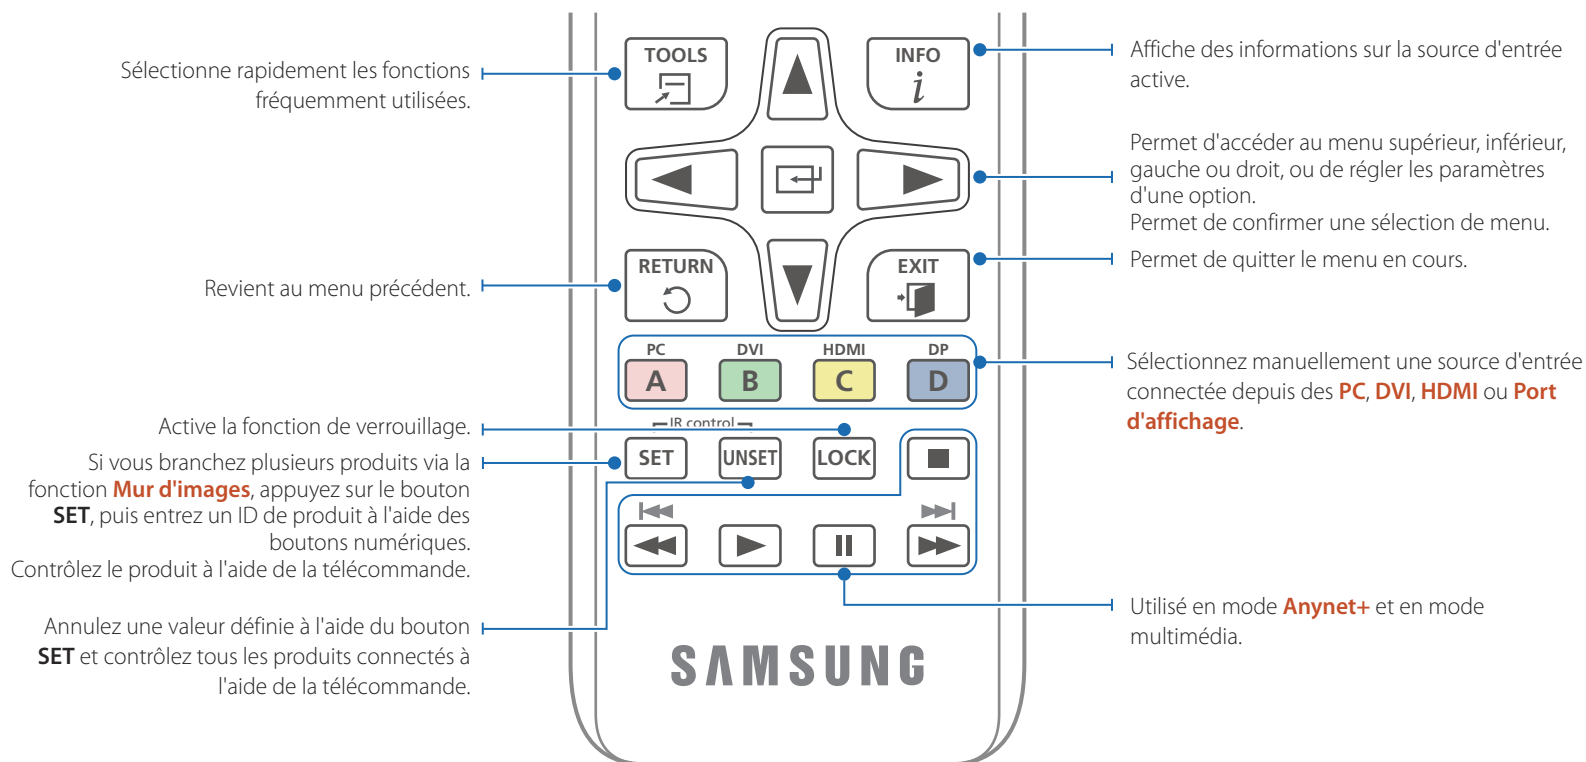 Sélectionne rapidement les fonctions
fréquemment utilisées.
Revient au menu précédent.
Active la fonction de verrouillage.
Si vous branchez plusieurs produits via la
fonction Mur d'images, appuyez sur le bouton
SET, puis entrez un ID de produit à l'aide des
boutons numériques.
Contrôlez le produit à l'aide de la télécommande.
Annulez une valeur définie à l'aide du bouton
SET et contrôlez tous les produits connectés à
l'aide de la télécommande.
TOOLS
INFO
i
RETURN
EXIT
PC DVI HDMI DP
A B C D
IR control
SET UNSET LOCK
SAMSUNG
Affiche des informations sur la source d'entrée
active.
Permet d'accéder au menu supérieur, inférieur,
gauche ou droit, ou de régler les paramètres
d'une option.
Permet de confirmer une sélection de menu.
Permet de quitter le menu en cours.
Sélectionnez manuellement une source d'entrée
connectée depuis des PC, DVI, HDMI ou Port
d'affichage.
Utilisé en mode Anynet+ et en mode
multimédia.